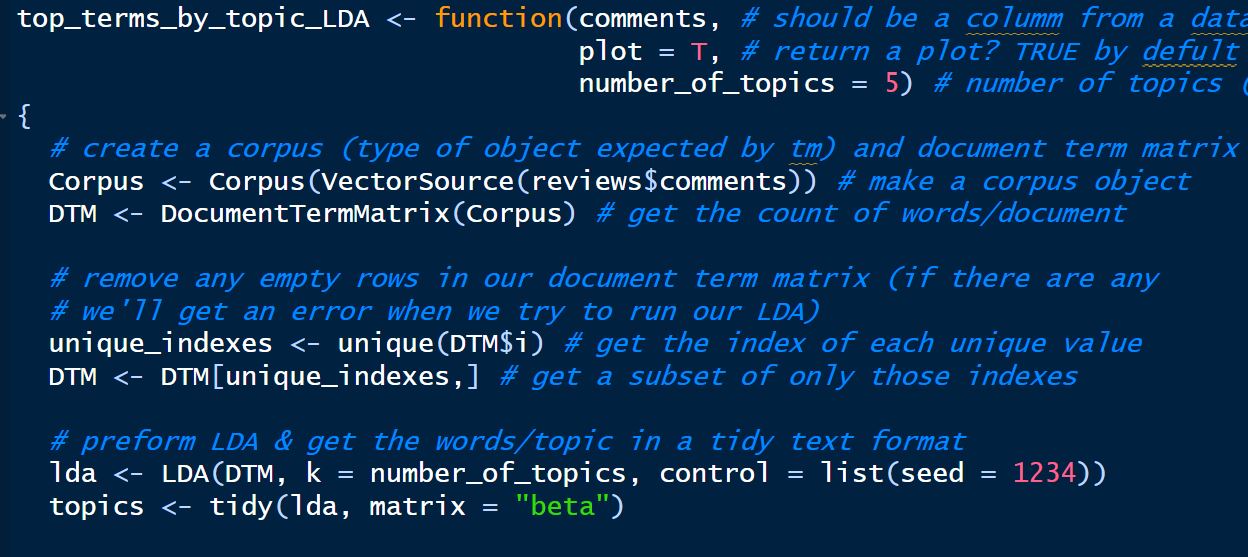 top_terms_by_topic_LDA <- function(comments, # should be a columm from a data
plot = T, # return a plot? TRUE by defult
number_of_topics = 5) # number of topics (
{
# create a corpus (type of object expected by tm) and document term matrix
Corpus <- Corpus(VectorSource(reviews$comments)) # make a corpus object
DTM <- DocumentTermMatrix(Corpus) # get the count of words/document
# remove any empty rows in our document term matrix (if there are any
# we'll get an error when we try to run our LDA)
unique_indexes <- unique(DTM$i) # get the index of each unique value
DTM <- DTM[unique_indexes,] # get a subset of only those indexes
# preform LDA & get the words/topic in a tidy text format
lda <- LDA(DTM, k = number_of_topics, control = list(seed = 1234))
topics <- tidy(lda, matrix = "beta")